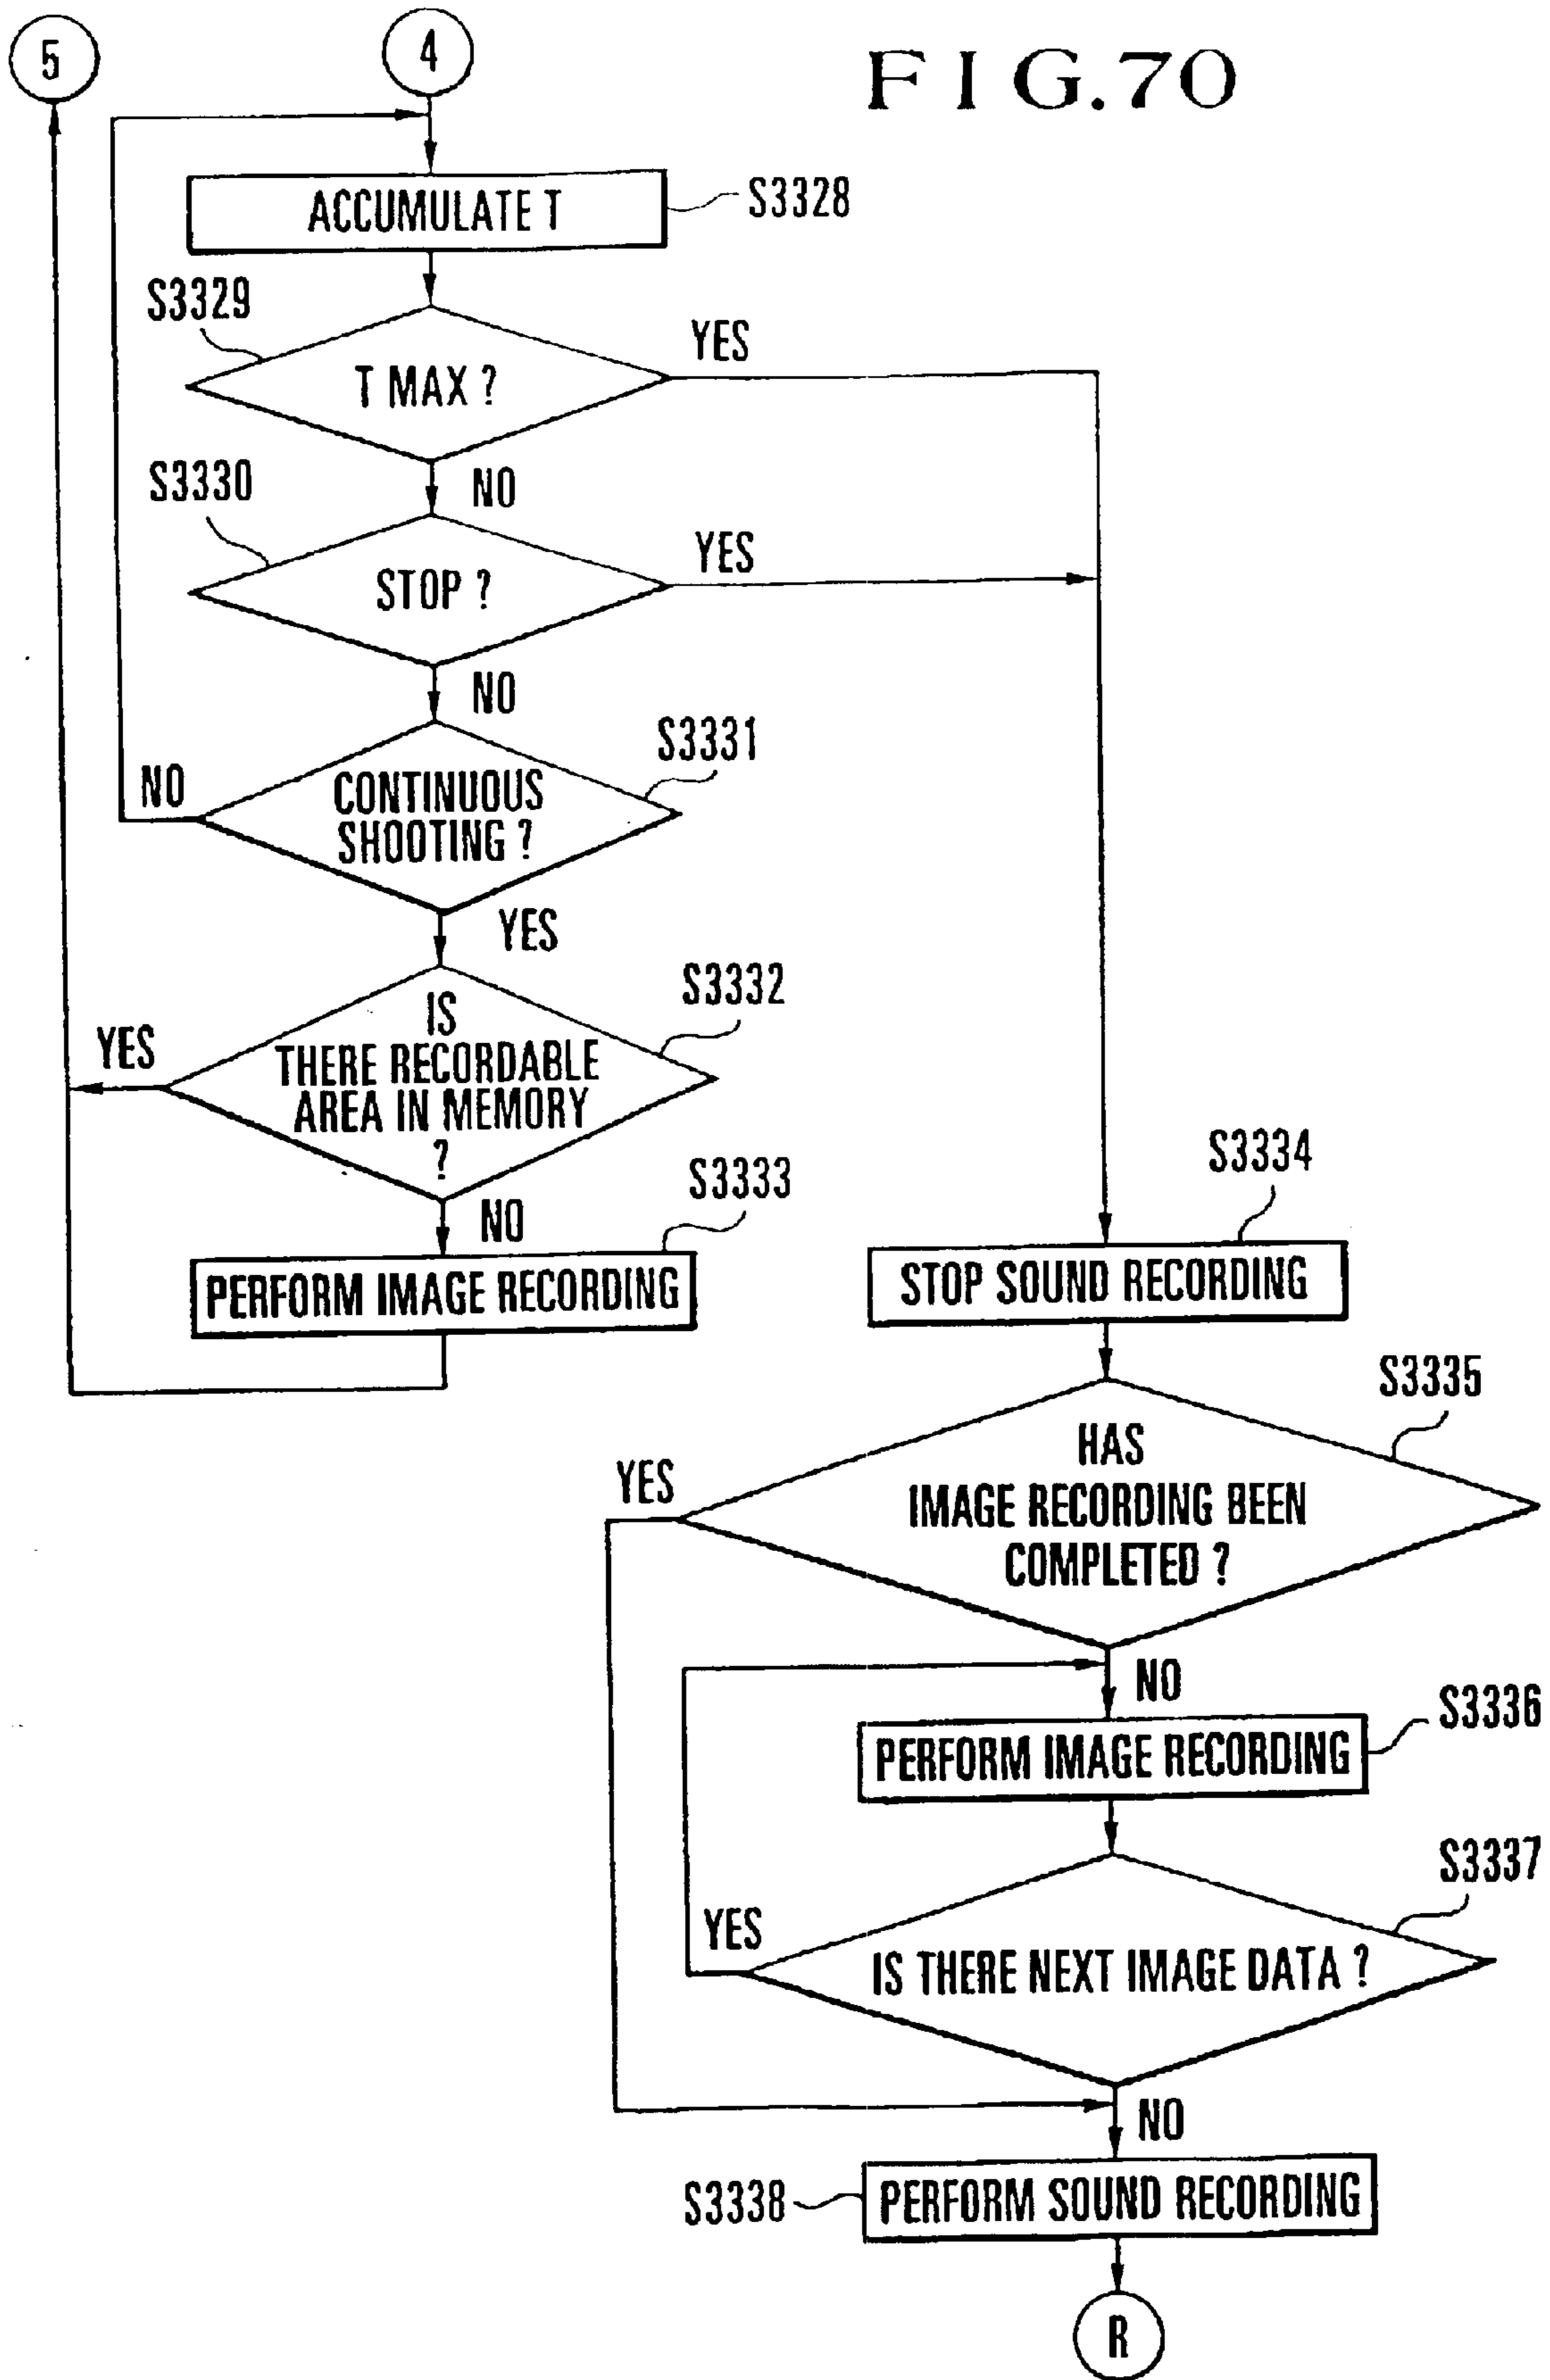 5
4
FIG.70
ACCUMULATE T
S3328
S3329
T MAX ?
YES
NO
S3330
STOP ?
YES
NO
S3331
CONTINUOUS
SHOOTING ?
NO
YES
S3332
IS
THERE RECORDABLE
AREA IN MEMORY
?
YES
NO
S3333
PERFORM IMAGE RECORDING
S3334
STOP SOUND RECORDING
S3335
HAS
IMAGE RECORDING BEEN
COMPLETED ?
YES
NO
S3336
PERFORM IMAGE RECORDING
S3337
IS THERE NEXT IMAGE DATA ?
YES
NO
S3338
PERFORM SOUND RECORDING
R